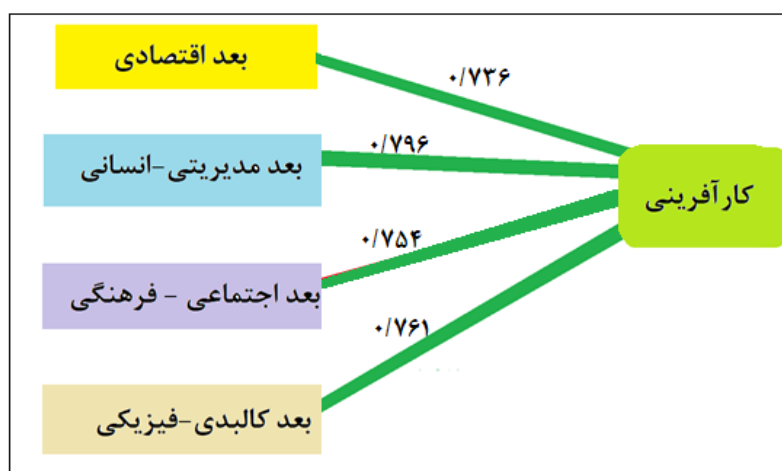 بعد اقتصادی
۰/۷۳۶
بعد مدیریتی-انسانی
۰/۷۹۶
کارآفرینی
۰/۷۵۴
بعد اجتماعی - فرهنگی
۰/۷۶۱
بعد کالبدی-فیزیکی